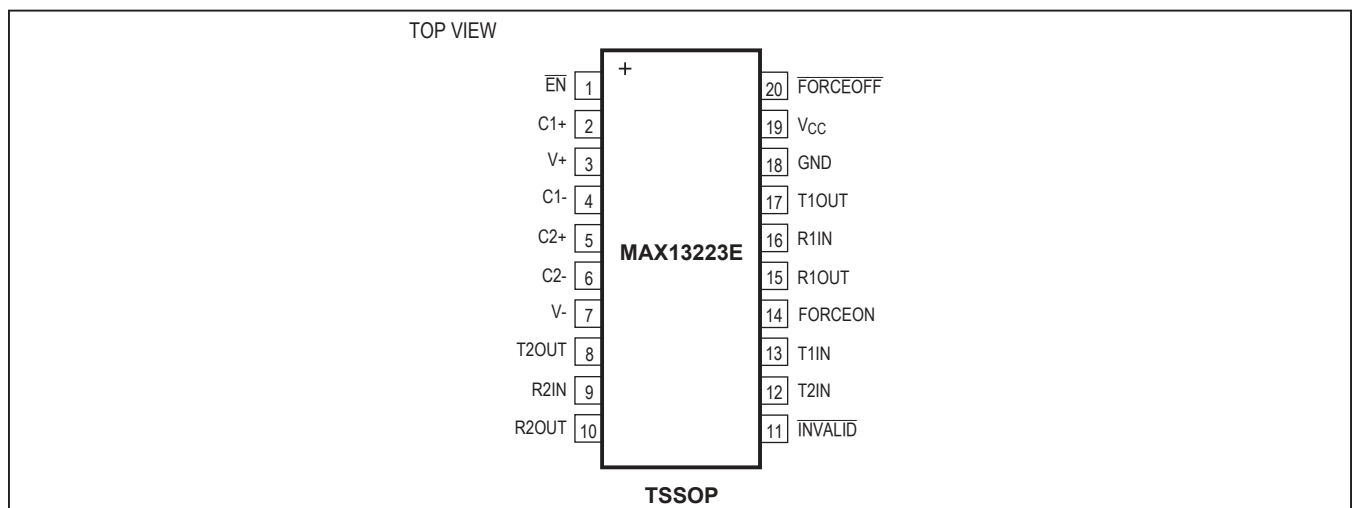 TOP VIEW
+
EN 1
C1+ 2
V+ 3
C1- 4
C2+ 5
C2- 6
V- 7
T2OUT 8
R2IN 9
R2OUT 10
MAX13223E
20 FORCEOFF
19 VCC
18 GND
17 T1OUT
16 R1IN
15 R1OUT
14 FORCEON
13 T1IN
12 T2IN
11 INVALID
TSSOP